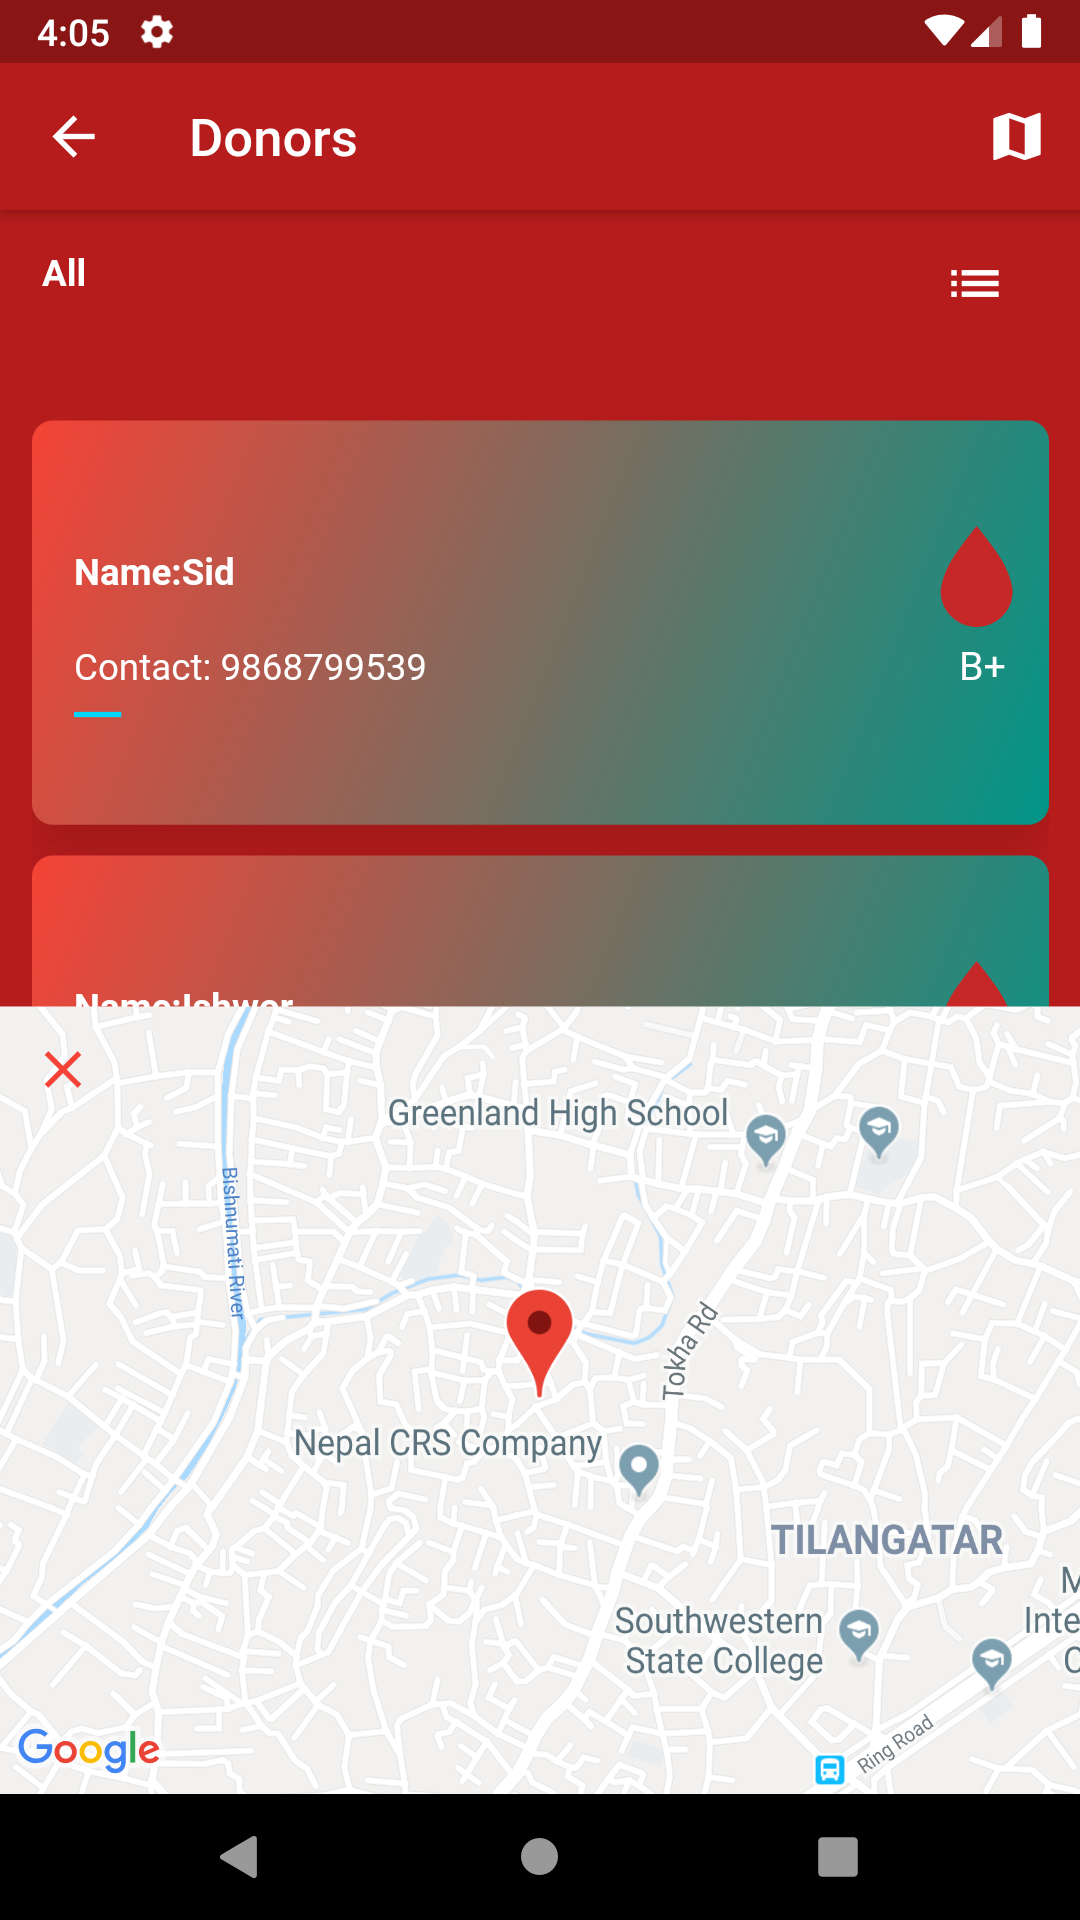 4:05
Donors
All
Name:Sid
Contact: 9868799539
B+
Name:Ishwor
Greenland High School
Bishnumati River
Tokha Rd
Nepal CRS Company
TILANGATAR
Southwestern
State College
M
Inte
C
Ring Road
Google